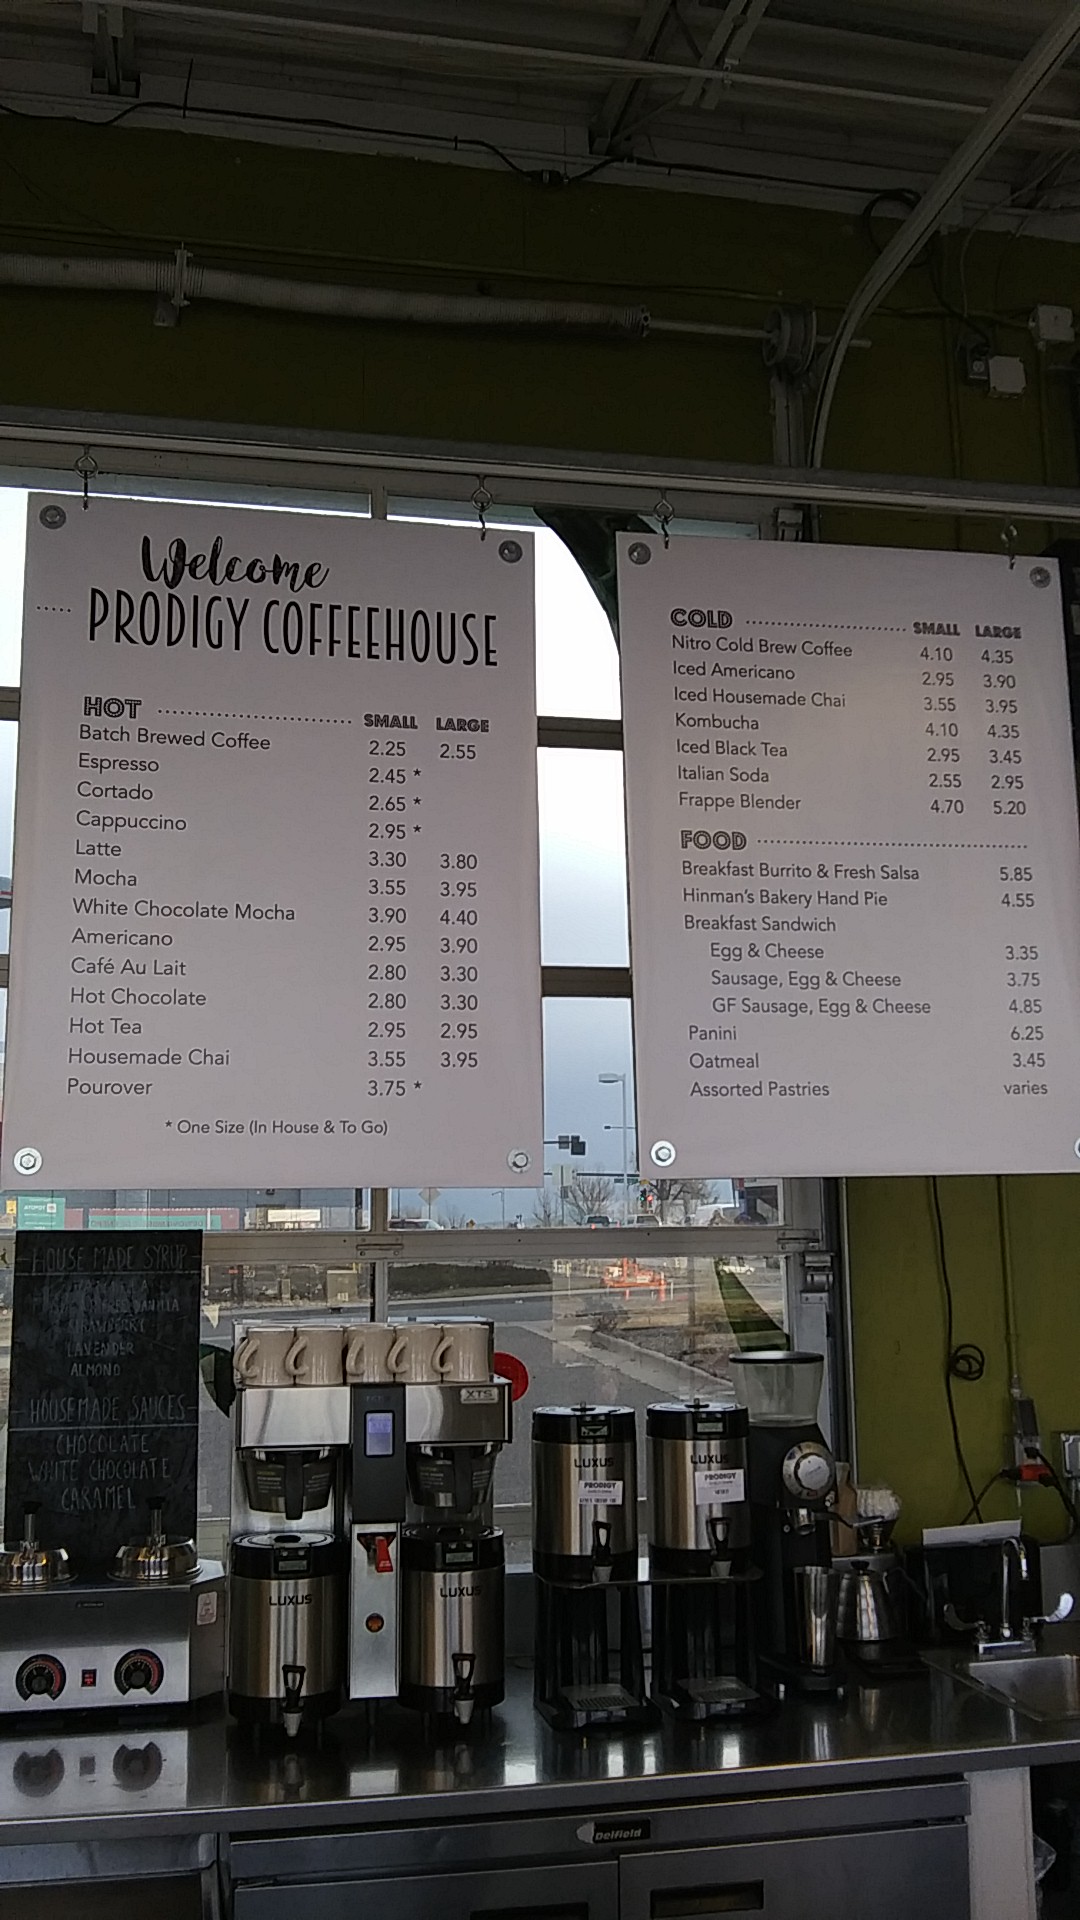 Welcome
PRODIGY COFFEEHOUSE
HOT SMALL LARGE
Batch Brewed Coffee 2.25 2.55
Espresso 2.45 *
Cortado 2.65 *
Cappuccino 2.95 *
Latte 3.30 3.80
Mocha 3.55 3.95
White Chocolate Mocha 3.90 4.40
Americano 2.95 3.90
Café Au Lait 2.80 3.30
Hot Chocolate 2.80 3.30
Hot Tea 2.95 2.95
Housemade Chai 3.55 3.95
Pourover 3.75 *
* One Size (In House & To Go)
COLD SMALL LARGE
Nitro Cold Brew Coffee 4.10 4.35
Iced Americano 2.95 3.90
Iced Housemade Chai 3.55 3.95
Kombucha 4.10 4.35
Iced Black Tea 2.95 3.45
Italian Soda 2.55 2.95
Frappe Blender 4.70 5.20
FOOD
Breakfast Burrito & Fresh Salsa 5.85
Hinman's Bakery Hand Pie 4.55
Breakfast Sandwich
Egg & Cheese 3.35
Sausage, Egg & Cheese 3.75
GF Sausage, Egg & Cheese 4.85
Panini 6.25
Oatmeal 3.45
Assorted Pastries varies
HOUSE MADE SYRUP
VANILLA
STRAWBERRY
LAVENDER
ALMOND
HOUSEMADE SAUCES
CHOCOLATE
WHITE CHOCOLATE
CARAMEL
XTS
LUXUS
LUXUS
LUXUS
PRODIGY
LUXUS
PRODIGY
Delfield